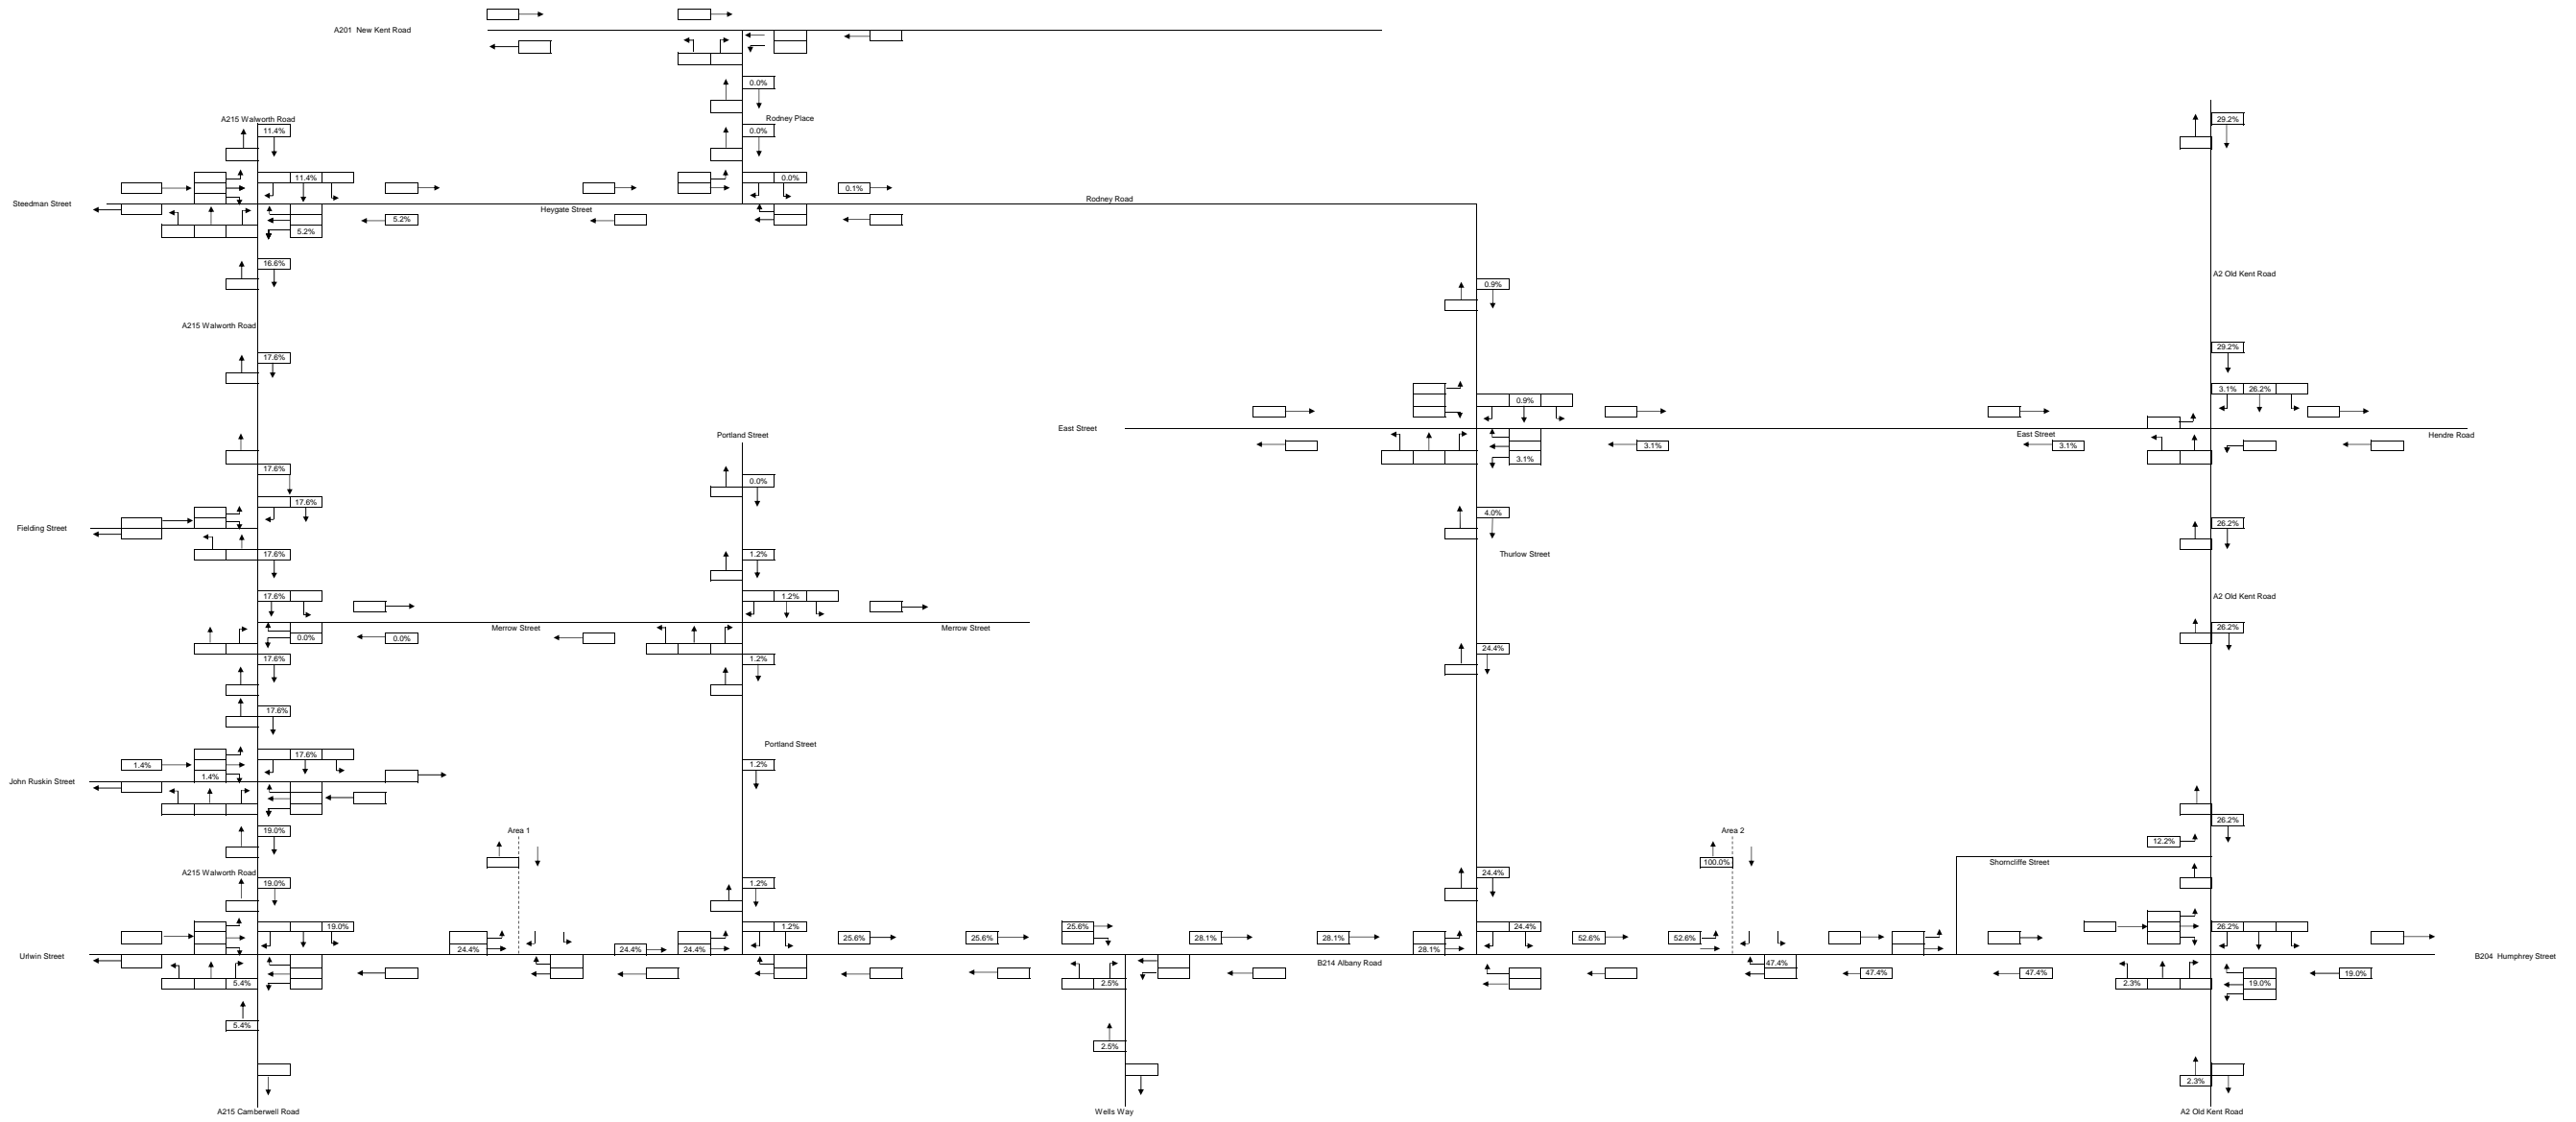 A201 New Kent Road
0.0%
A215 Walworth Road
Rodney Place
29.2%
11.4%
0.0%
11.4%
0.0%
0.1%
Steedman Street
Heygate Street
Rodney Road
5.2%
5.2%
16.6%
A2 Old Kent Road
0.9%
A215 Walworth Road
29.2%
17.6%
3.1% 26.2%
0.9%
East Street
East Street
Hendre Road
Portland Street
3.1%
3.1%
3.1%
17.6%
0.0%
17.6%
4.0%
26.2%
Fielding Street
17.6%
1.2%
Thurlow Street
17.6%
1.2%
A2 Old Kent Road
Merrow Street
Merrow Street
26.2%
0.0%
0.0%
17.6%
1.2%
24.4%
17.6%
Portland Street
17.6%
1.4%
1.2%
1.4%
John Ruskin Street
26.2%
19.0%
Area 1
Area 2
12.2%
100.0%
Shorncliffe Street
A215 Walworth Road
19.0%
1.2%
24.4%
19.0%
1.2%
25.6%
24.4%
26.2%
25.6%
25.6%
28.1%
28.1%
52.6%
52.6%
24.4%
24.4%
24.4%
28.1%
Urlwin Street
B214 Albany Road
47.4%
B204 Humphrey Street
47.4%
47.4%
19.0%
5.4%
2.5%
2.3%
19.0%
5.4%
2.5%
2.3%
A215 Camberwell Road
Wells Way
A2 Old Kent Road